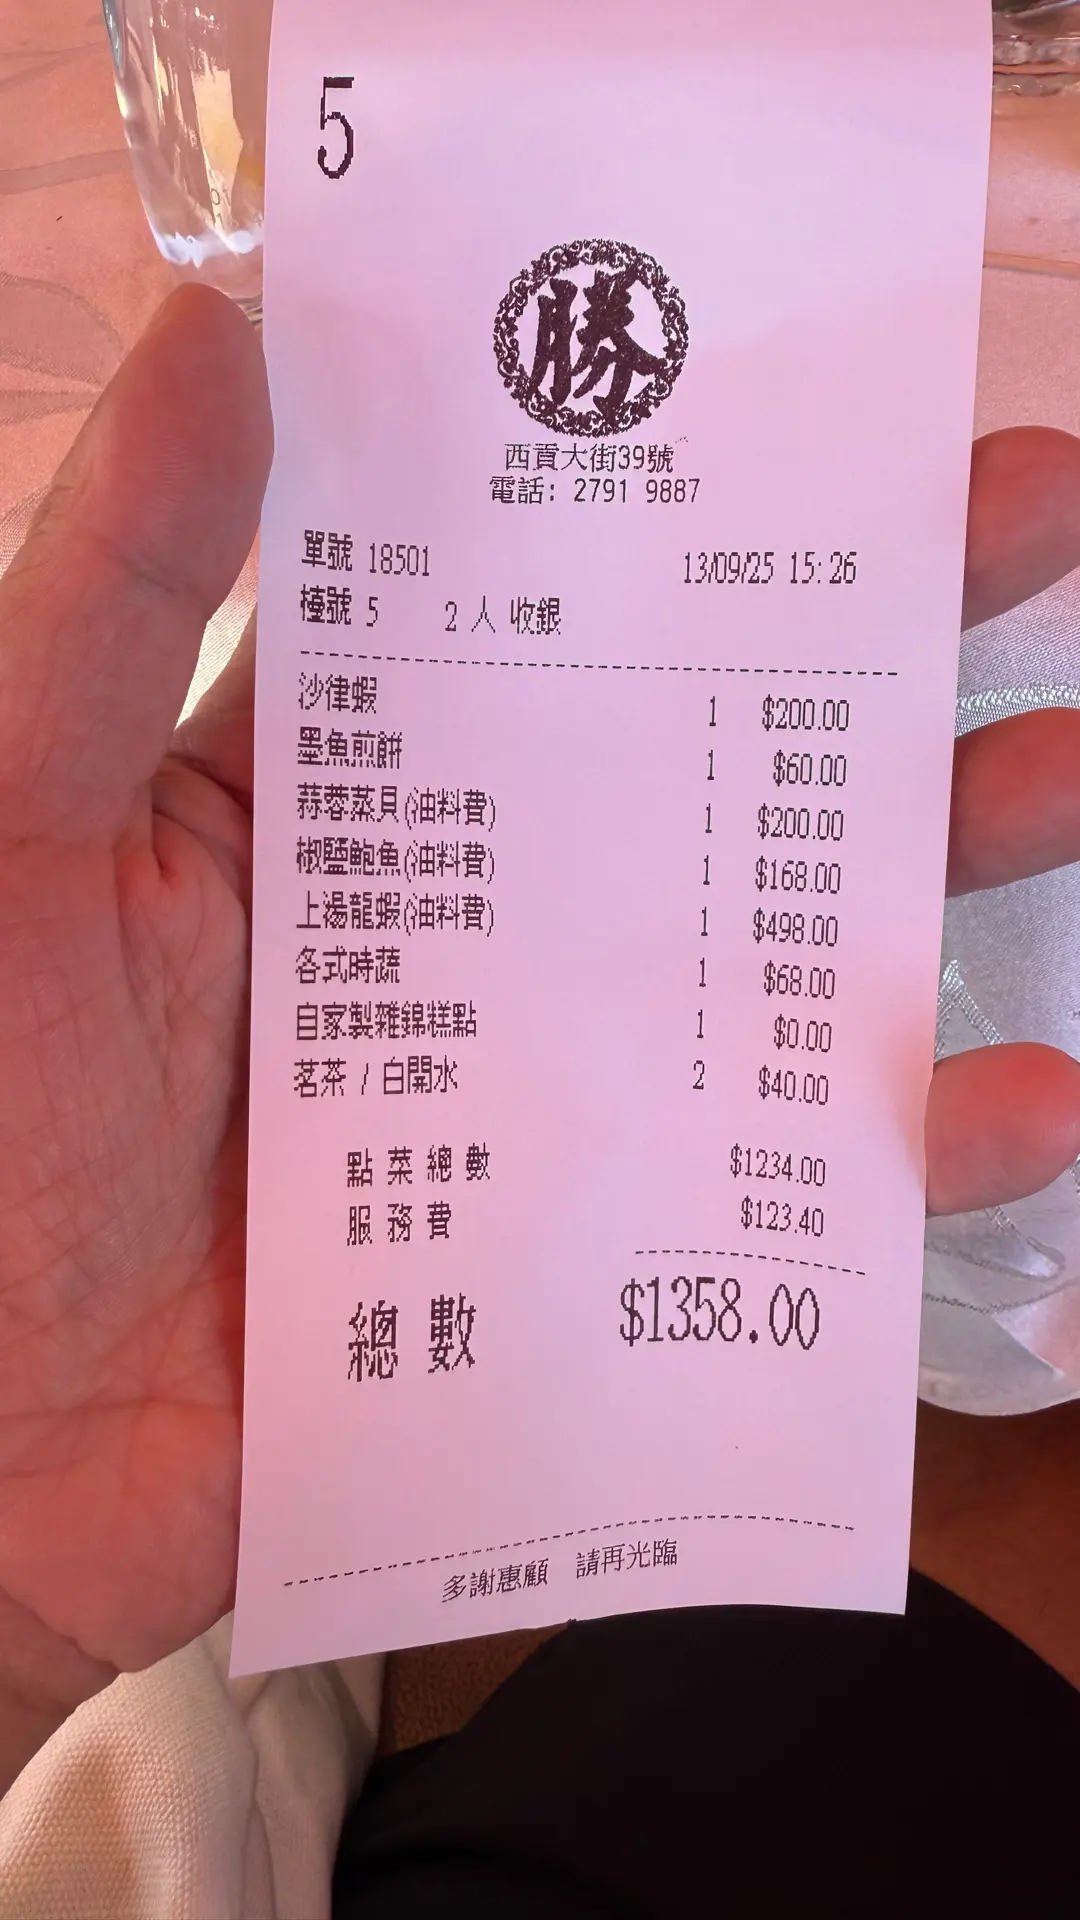 5
勝
西貢大街39號
電話: 2791 9887
單號 18501 13/09/25 15:26
檯號 5 2 人 收銀
沙律蝦 1 $200.00
墨魚煎餅 1 $60.00
蒜蓉蒸貝(油料費) 1 $200.00
椒鹽鮑魚(油料費) 1 $168.00
上湯龍蝦(油料費) 1 $498.00
各式時蔬 1 $68.00
自家製雜錦糕點 1 $0.00
茗茶 / 白開水 2 $40.00
點菜總數 $1234.00
服務費 $123.40
總數 $1358.00
多謝惠顧 請再光臨